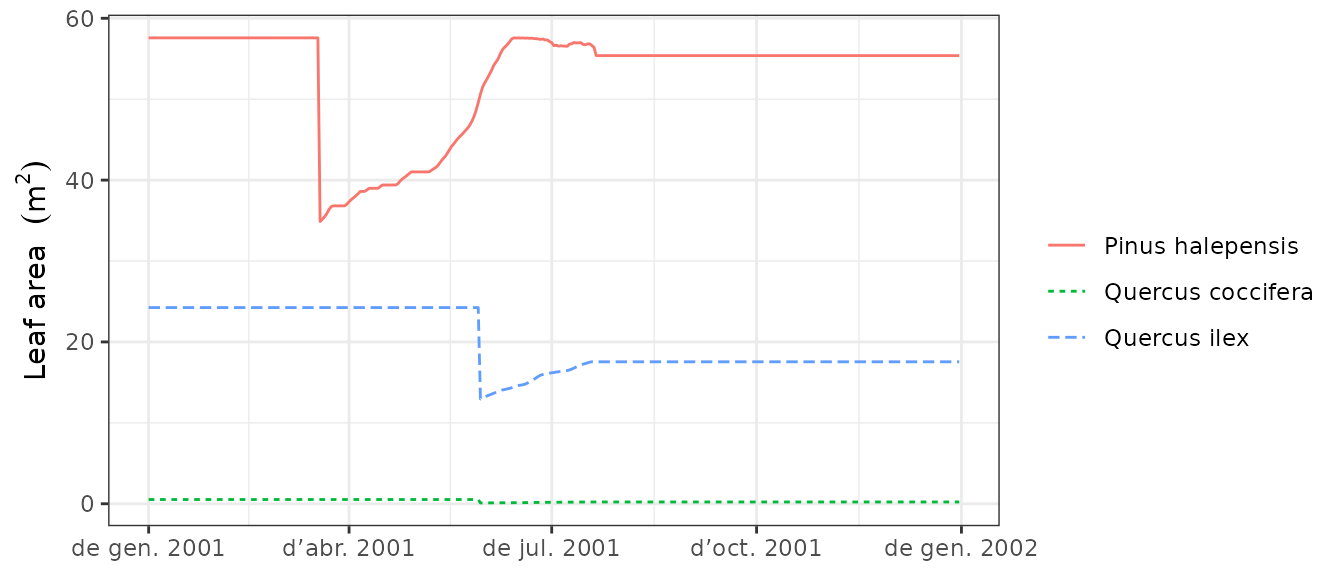 60
40
20
0
Leaf area (m²)
de gen. 2001
d’abr. 2001
de jul. 2001
d’oct. 2001
de gen. 2002
Pinus halepensis
Quercus coccifera
Quercus ilex